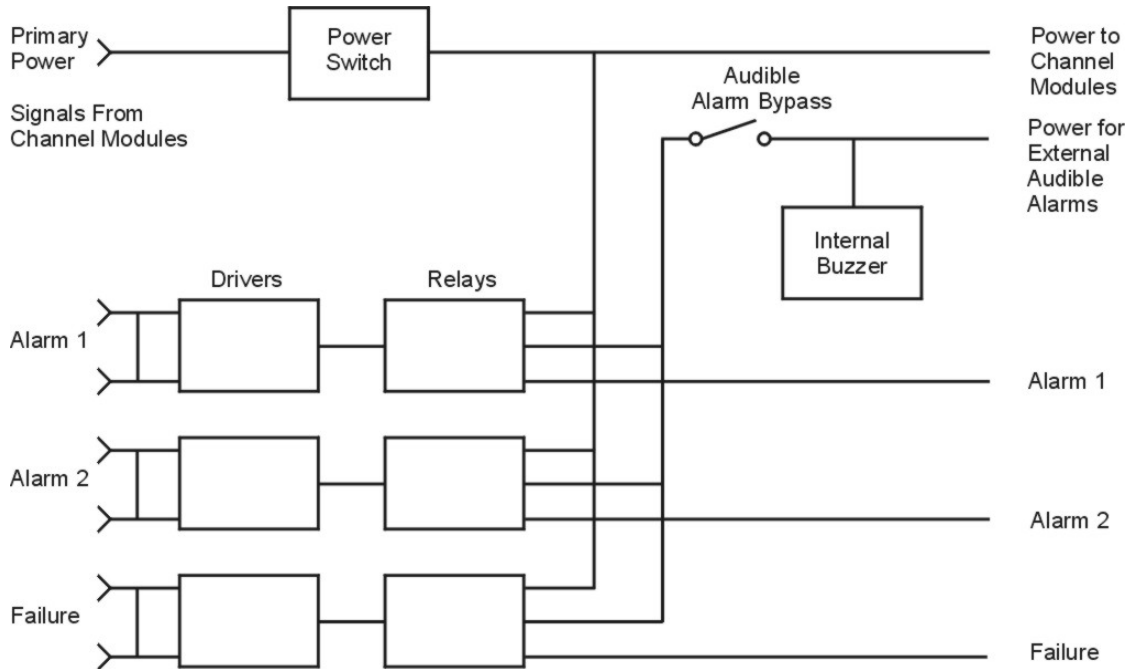 Primary
Power
Power
Switch
Power to
Channel
Modules
Signals From
Channel Modules
Audible
Alarm Bypass
Power for
External
Audible
Alarms
Internal
Buzzer
Drivers
Relays
Alarm 1
Alarm 1
Alarm 2
Alarm 2
Failure
Failure